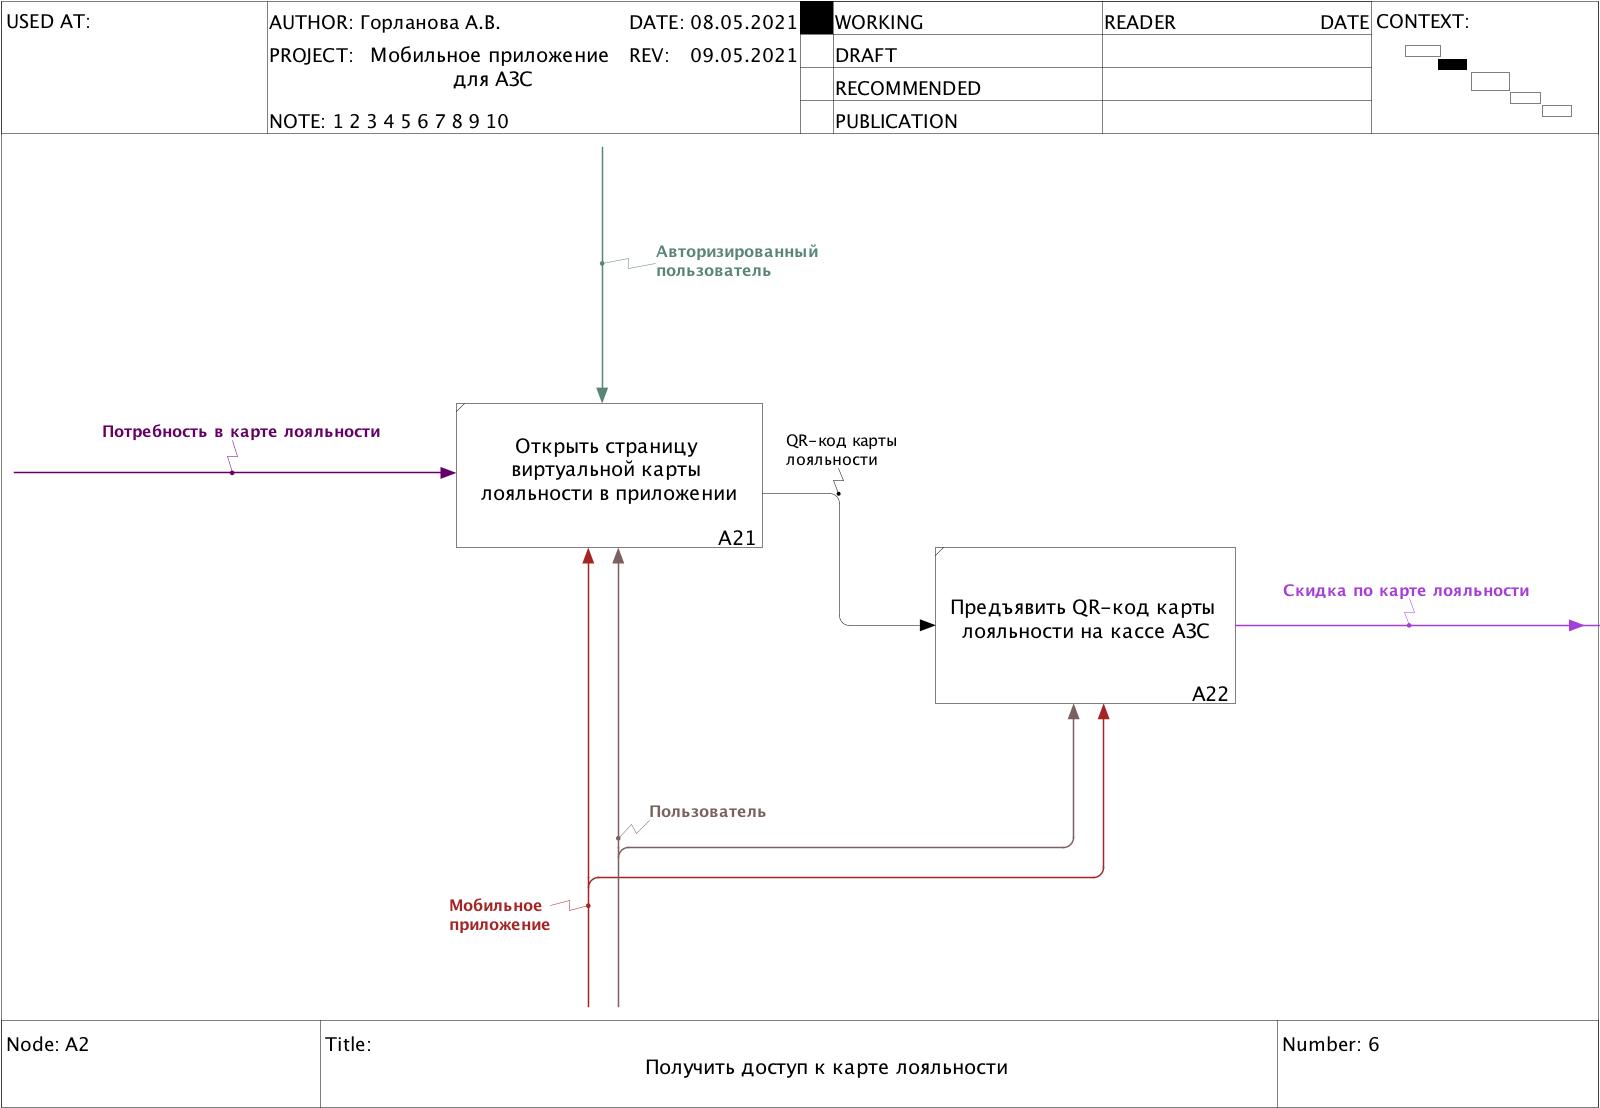 USED AT:
AUTHOR: Горланова А.В.
DATE: 08.05.2021
PROJECT: Мобильное приложение
для АЗС
REV: 09.05.2021
NOTE: 1 2 3 4 5 6 7 8 9 10
WORKING
DRAFT
RECOMMENDED
PUBLICATION
READER
DATE
CONTEXT:
Авторизированный
пользователь
Потребность в карте лояльности
Открыть страницу
виртуальной карты
лояльности в приложении
A21
QR-код карты
лояльности
Предъявить QR-код карты
лояльности на кассе АЗС
A22
Скидка по карте лояльности
Пользователь
Мобильное
приложение
Node: A2
Title:
Получить доступ к карте лояльности
Number: 6